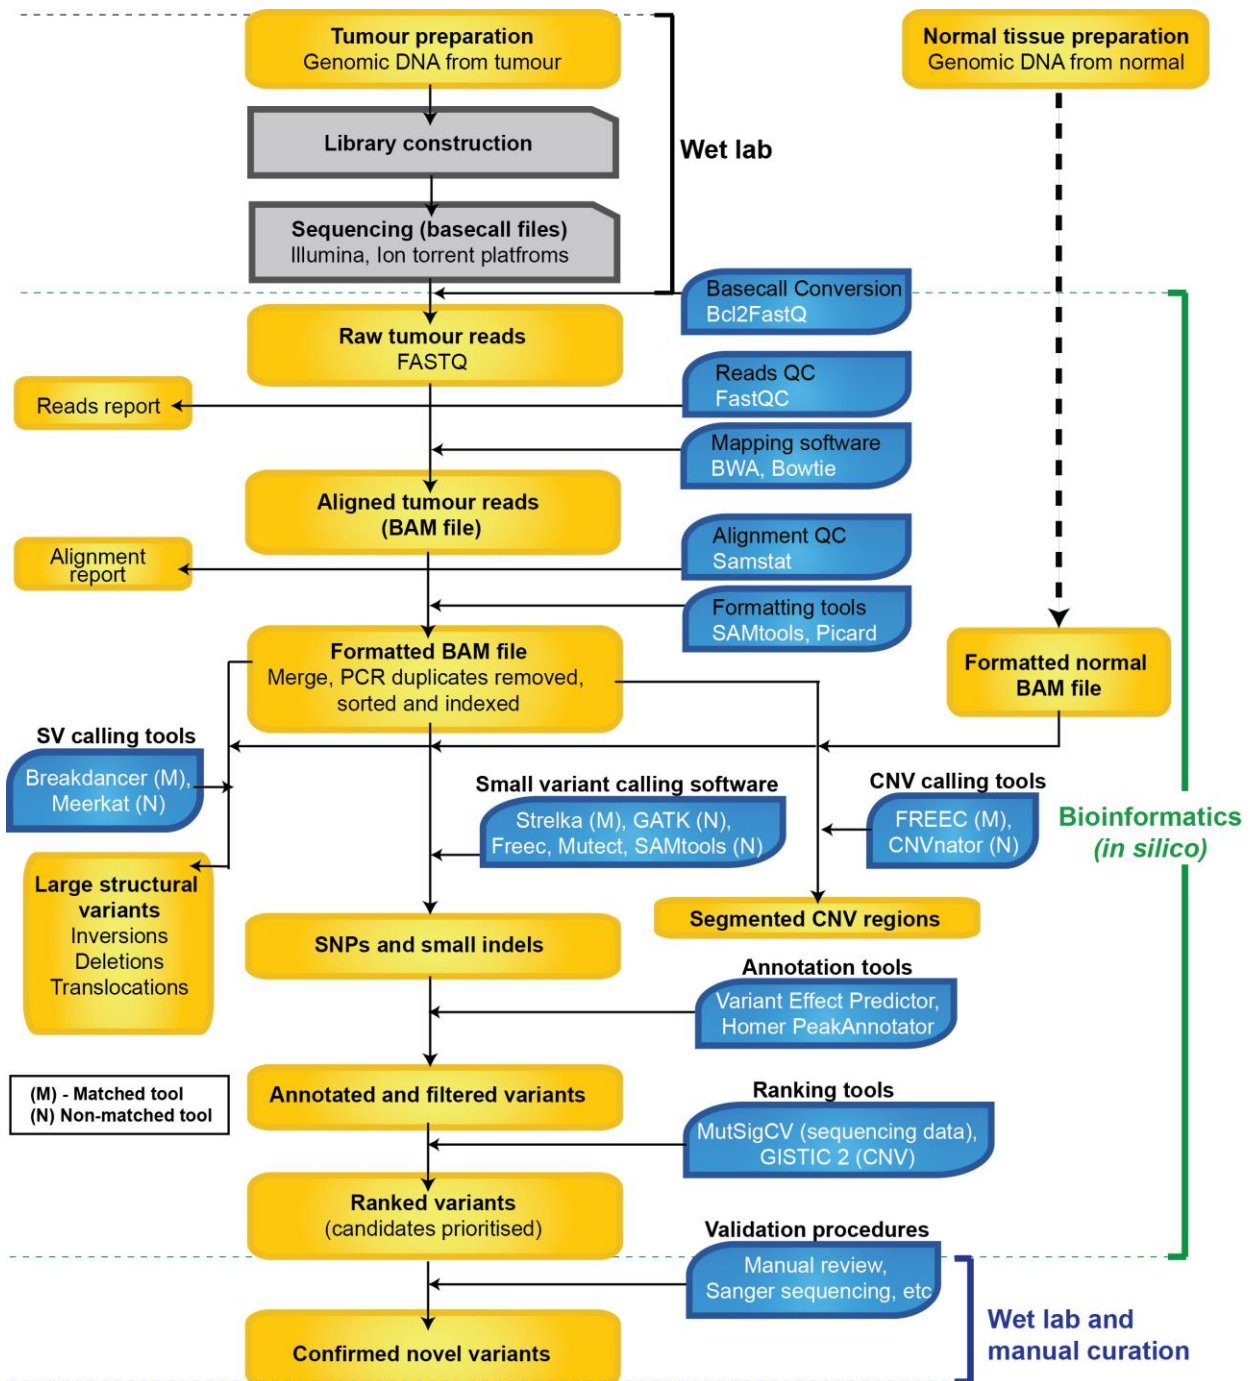 Tumour preparation
Genomic DNA from tumour
Normal tissue preparation
Genomic DNA from normal
Library construction
Wet lab
Sequencing (basecall files)
Illumina, Ion torrent platfroms
Basecall Conversion
Bcl2FastQ
Raw tumour reads
FASTQ
Reads QC
FastQC
Reads report
Mapping software
BWA, Bowtie
Aligned tumour reads
(BAM file)
Alignment QC
Samstat
Alignment
report
Formatting tools
SAMtools, Picard
Formatted BAM file
Merge, PCR duplicates removed,
sorted and indexed
Formatted normal
BAM file
SV calling tools
Breakdancer (M),
Meerkat (N)
Small variant calling software
Strelka (M), GATK (N),
Freec, Mutect, SAMtools (N)
CNV calling tools
FREEC (M),
CNVnator (N)
Bioinformatics
(in silico)
Large structural
variants
Inversions
Deletions
Translocations
SNPs and small indels
Segmented CNV regions
Annotation tools
Variant Effect Predictor,
Homer PeakAnnotator
(M) - Matched tool
(N) Non-matched tool
Annotated and filtered variants
Ranking tools
MutSigCV (sequencing data),
GISTIC 2 (CNV)
Ranked variants
(candidates prioritised)
Validation procedures
Manual review,
Sanger sequencing, etc
Wet lab and
manual curation
Confirmed novel variants